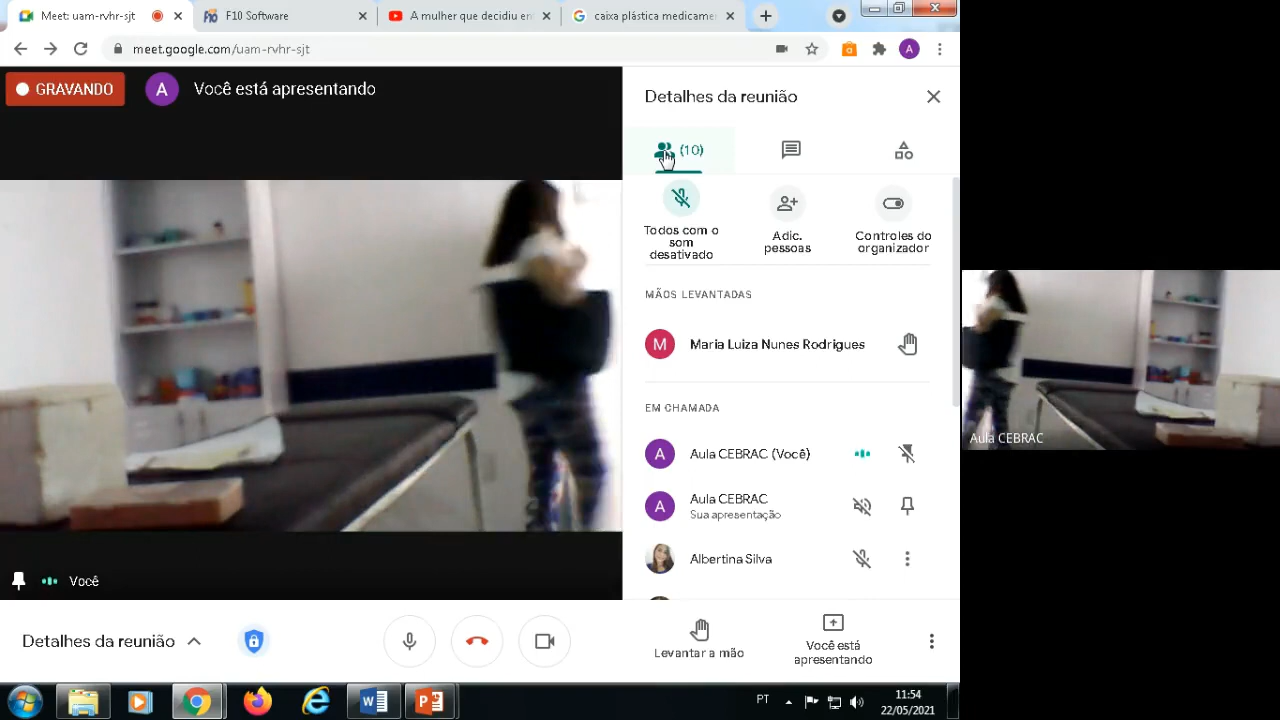 Meet: uam-rvhr-sjt
F10 Software
A mulher que decidiu en
caixa plástica medicame
meet.google.com/uam-rvhr-sjt
A
GRAVANDO
A
Você está apresentando
Detalhes da reunião
(10)
Todos com o
som
desativado
Adic.
pessoas
Controles do
organizador
MÃOS LEVANTADAS
M
Maria Luiza Nunes Rodrigues
EM CHAMADA
A
Aula CEBRAC (Você)
A
Aula CEBRAC
Sua apresentação
Albertina Silva
Você
Detalhes da reunião
Levantar a mão
Você está
apresentando
PT
11:54
22/05/2021
Aula CEBRAC